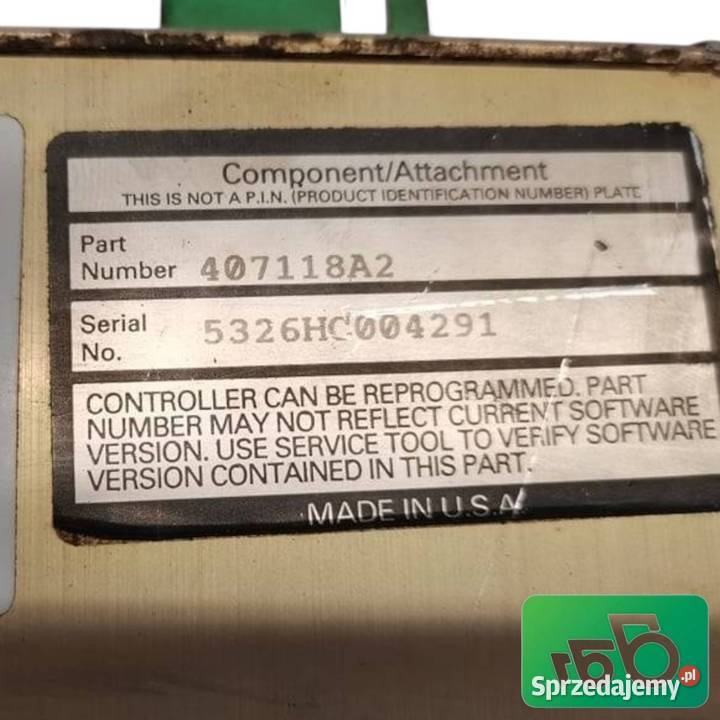 Component/Attachment
THIS IS NOT A P.I.N. (PRODUCT IDENTIFICATION NUMBER) PLATE
Part
Number 407118A2
Serial
No. 5326HC004291
CONTROLLER CAN BE REPROGRAMMED. PART
NUMBER MAY NOT REFLECT CURRENT SOFTWARE
VERSION. USE SERVICE TOOL TO VERIFY SOFTWARE
VERSION CONTAINED IN THIS PART.
MADE IN U.S.A.
Sprzedajemy.pl